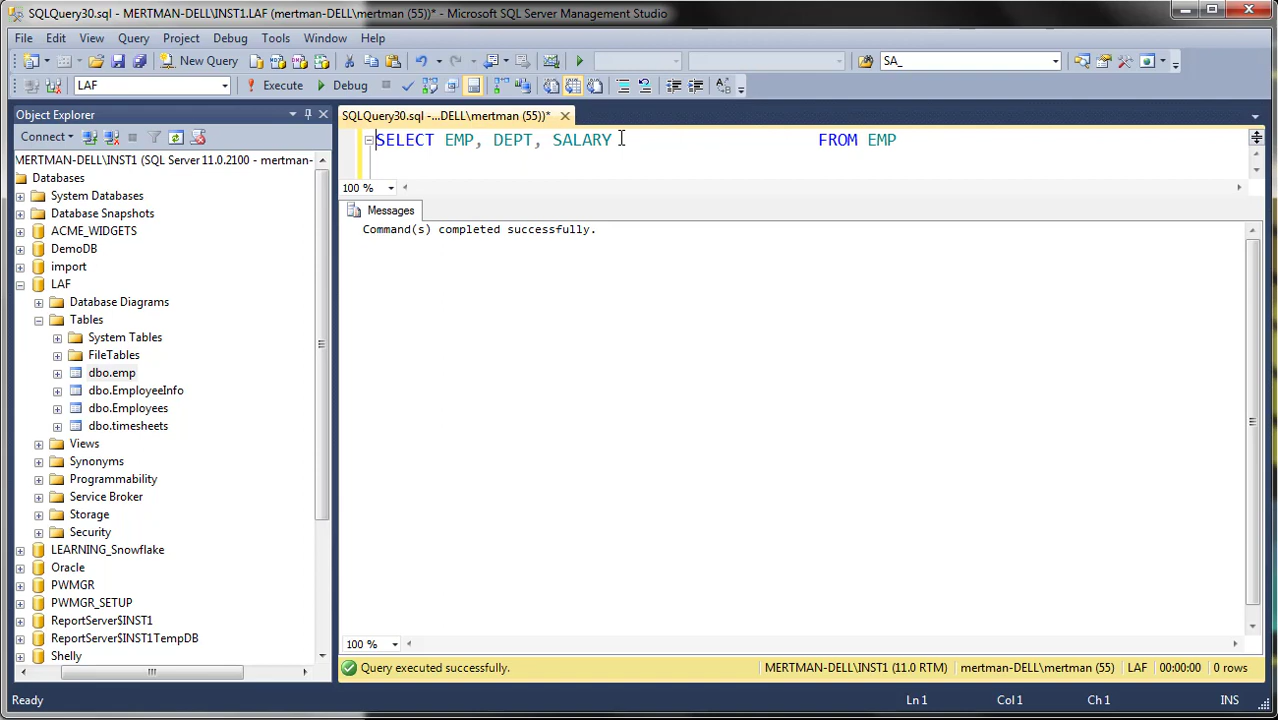 SQLQuery30.sql - MERTMAN-DELL\INST1.LAF (mertman-DELL\mertman (55))* - Microsoft SQL Server Management Studio
File Edit View Query Project Debug Tools Window Help
New Query SA_
LAF Execute Debug
Object Explorer
SQLQuery30.sql -...DELL\mertman (55))*
Connect
SELECT EMP, DEPT, SALARY FROM EMP
MERTMAN-DELL\INST1 (SQL Server 11.0.2100 - mertman-
Databases
System Databases
Database Snapshots
ACME_WIDGETS
DemoDB
import
LAF
Database Diagrams
Tables
System Tables
FileTables
dbo.emp
dbo.EmployeeInfo
dbo.Employees
dbo.timesheets
Views
Synonyms
Programmability
Service Broker
Storage
Security
LEARNING_Snowflake
Oracle
PWMGR
PWMGR_SETUP
ReportServer$INST1
ReportServer$INST1TempDB
Shelly
100 %
Messages
Command(s) completed successfully.
100 %
Query executed successfully. MERTMAN-DELL\INST1 (11.0 RTM) mertman-DELL\mertman (55) LAF 00:00:00 0 rows
Ready Ln 1 Col 1 Ch 1 INS